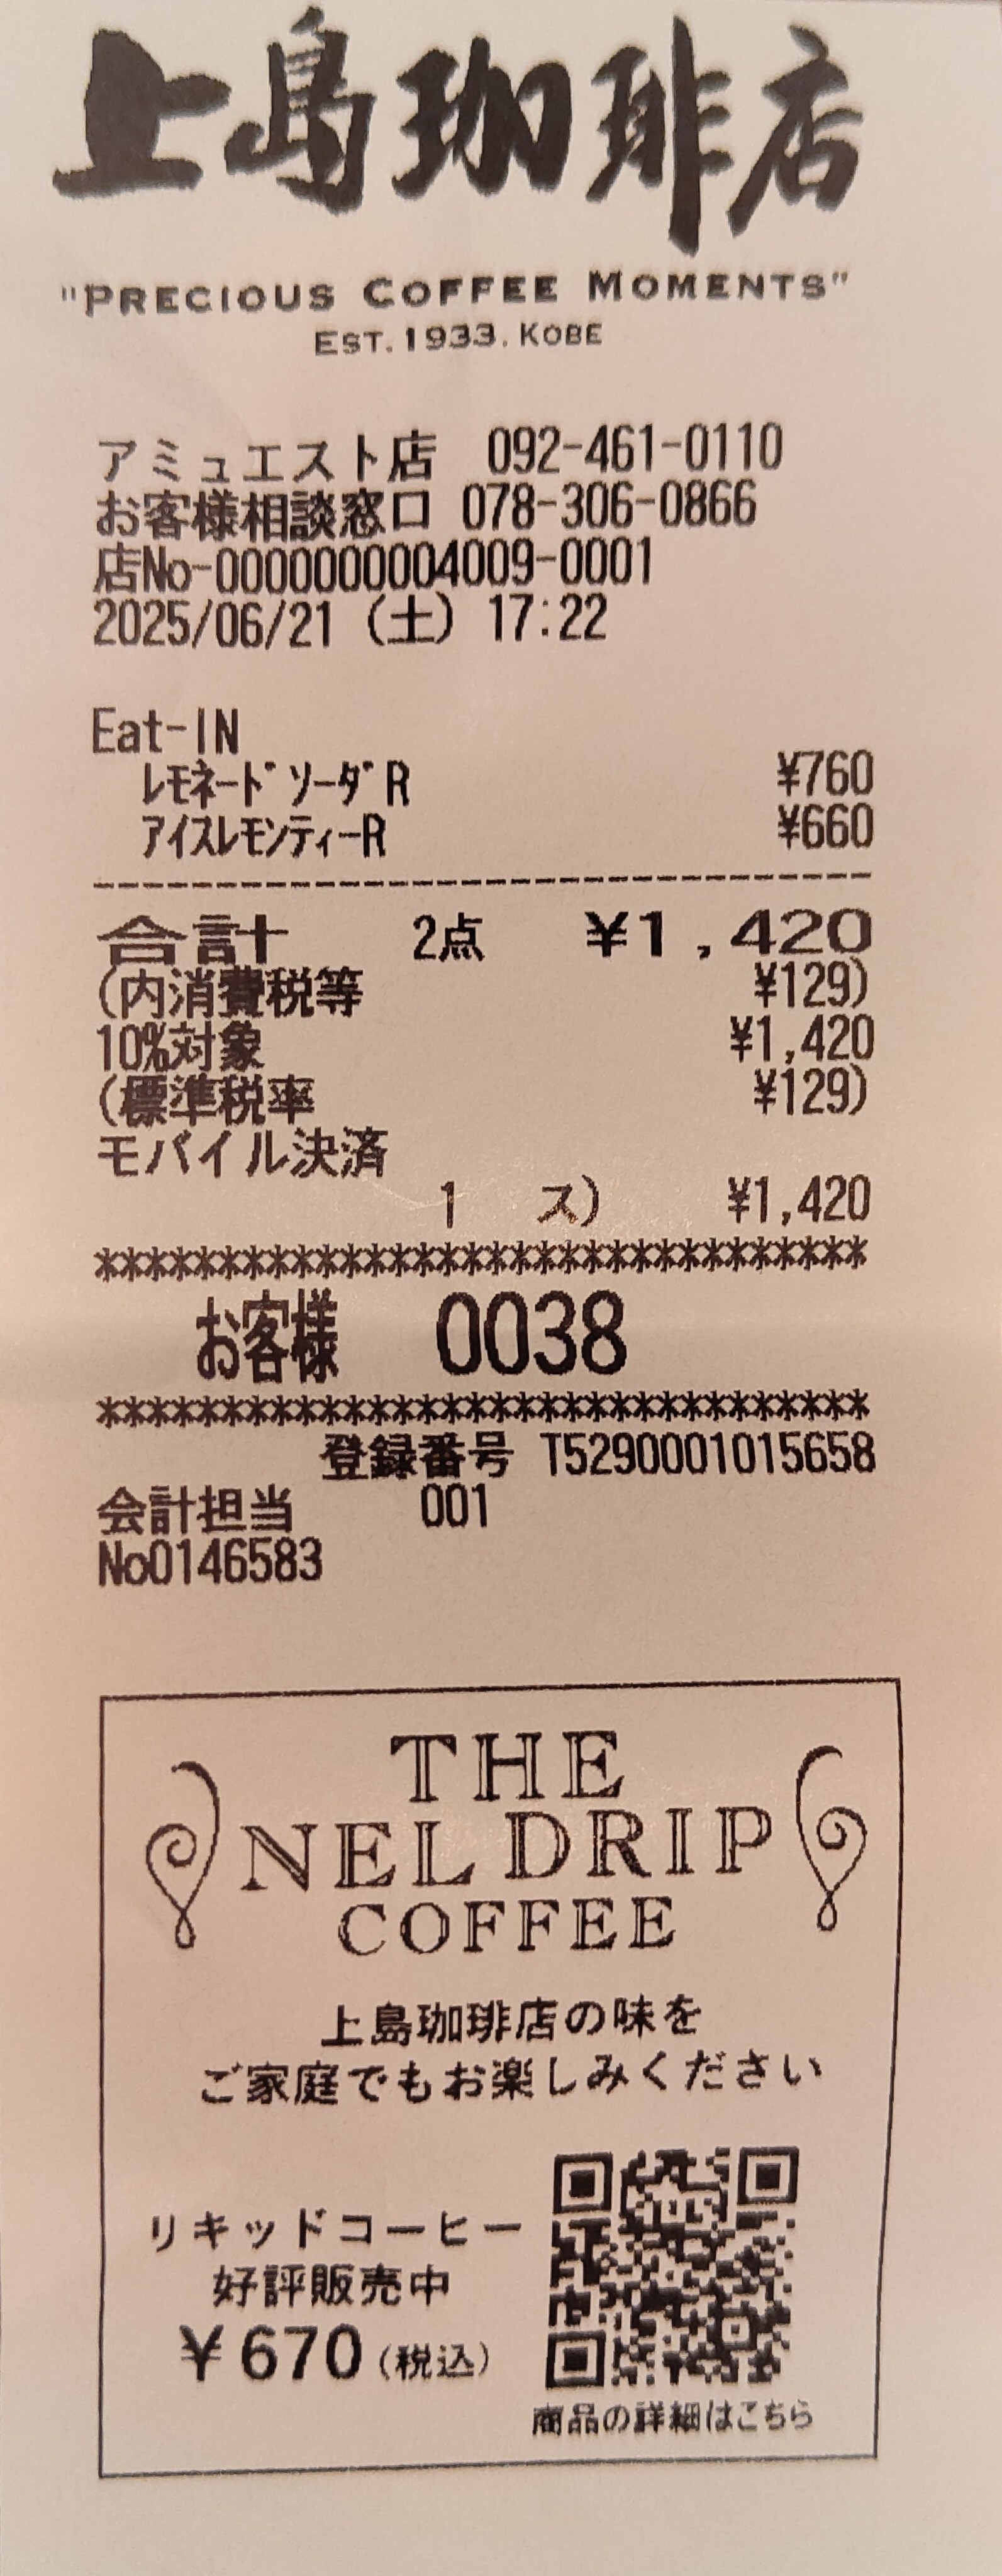 上島珈琲店
"PRECIOUS COFFEE MOMENTS"
EST. 1933. KOBE
アミュエスト店 092-461-0110
お客様相談窓口 078-306-0866
店No-0000000004009-0001
2025/06/21 (土) 17:22
Eat-IN
ﾚﾓﾈｰﾄﾞｿｰﾀﾞR ¥760
ｱｲｽﾚﾓﾝﾃｨｰR ¥660
合計 2点 ¥1,420
(内消費税等 ¥129)
10%対象 ¥1,420
(標準税率 ¥129)
モバイル決済
1 ス) ¥1,420
********************************
お客様 0038
********************************
登録番号 T5290001015658
会計担当 001
No0146583
THE
NEL DRIP
COFFEE
上島珈琲店の味を
ご家庭でもお楽しみください
リキッドコーヒー
好評販売中
¥670(税込)
商品の詳細はこちら